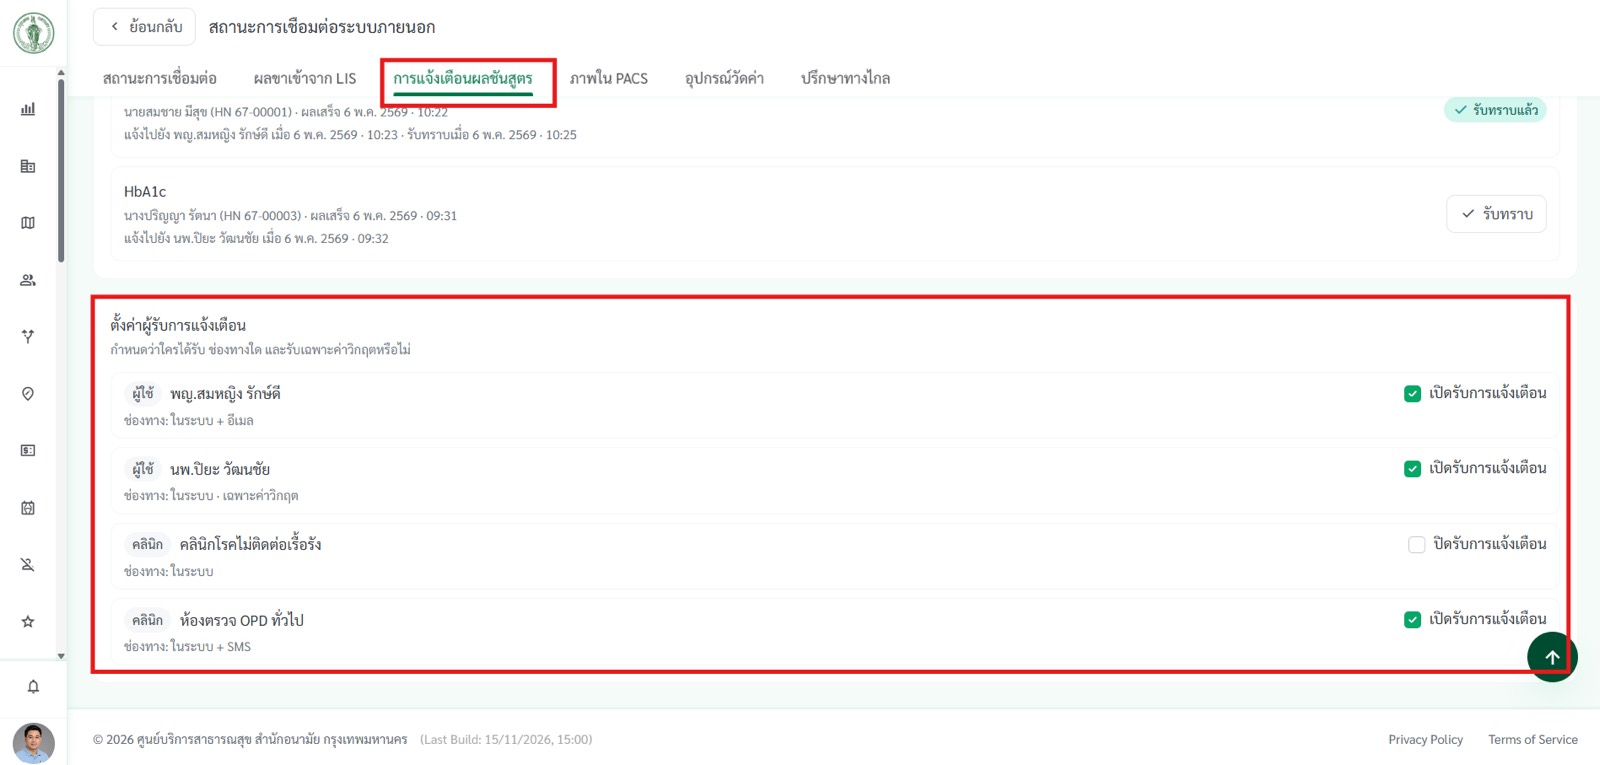 ย้อนกลับ สถานะการเชื่อมต่อระบบภายนอก
สถานะการเชื่อมต่อ ผลขาเข้าจาก LIS การแจ้งเตือนผลชันสูตร ภาพใน PACS อุปกรณ์วัดค่า ปรึกษาทางไกล
นายสมชาย มีสุข (HN 67-00001) · ผลเสร็จ 6 พ.ค. 2569 · 10:22
รับทราบแล้ว
แจ้งไปยัง พญ.สมหญิง รักษ์ดี เมื่อ 6 พ.ค. 2569 · 10:23 · รับทราบเมื่อ 6 พ.ค. 2569 · 10:25
HbA1c
นางปริญญา รัตนา (HN 67-00003) · ผลเสร็จ 6 พ.ค. 2569 · 09:31
รับทราบ
แจ้งไปยัง นพ.ปิยะ วัฒนชัย เมื่อ 6 พ.ค. 2569 · 09:32
ตั้งค่าผู้รับการแจ้งเตือน
กำหนดว่าใครได้รับ ช่องทางใด และรับเฉพาะค่าวิกฤตหรือไม่
ผู้ใช้ พญ.สมหญิง รักษ์ดี เปิดรับการแจ้งเตือน
ช่องทาง: ในระบบ + อีเมล
ผู้ใช้ นพ.ปิยะ วัฒนชัย เปิดรับการแจ้งเตือน
ช่องทาง: ในระบบ · เฉพาะค่าวิกฤต
คลินิก คลินิกโรคไม่ติดต่อเรื้อรัง ปิดรับการแจ้งเตือน
ช่องทาง: ในระบบ
คลินิก ห้องตรวจ OPD ทั่วไป เปิดรับการแจ้งเตือน
ช่องทาง: ในระบบ + SMS
© 2026 ศูนย์บริการสาธารณสุข สำนักอนามัย กรุงเทพมหานคร (Last Build: 15/11/2026, 15:00) Privacy Policy Terms of Service